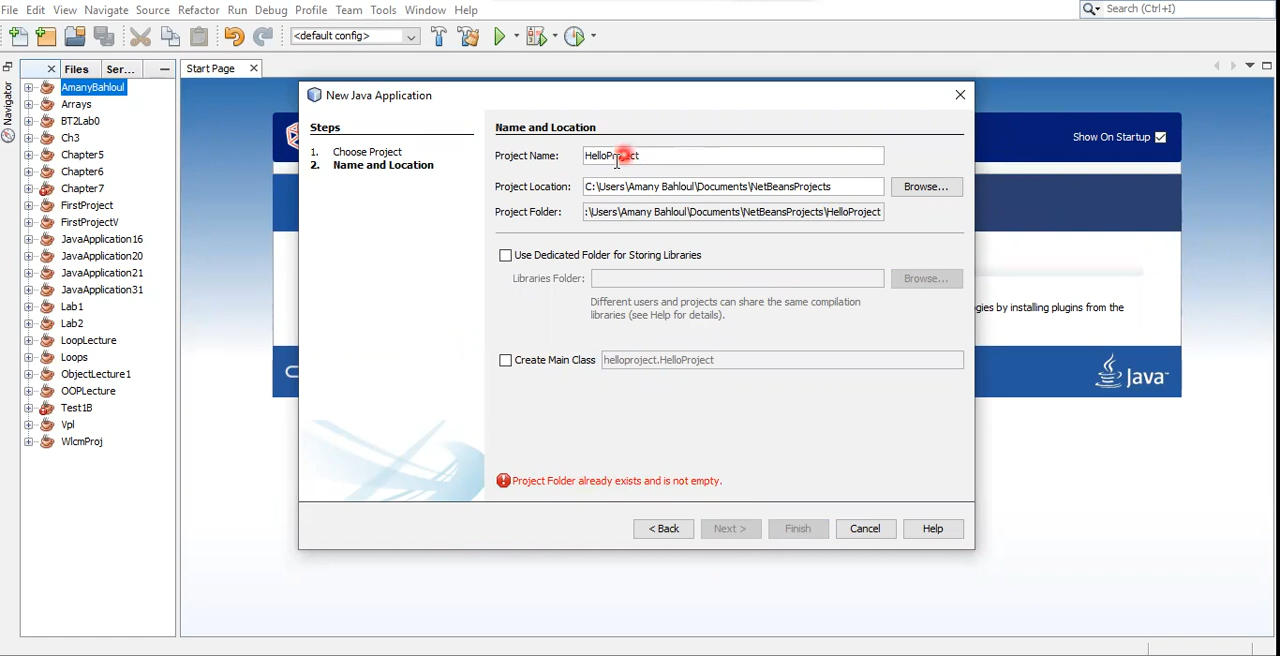 File Edit View Navigate Source Refactor Run Debug Profile Team Tools Window Help
Search (Ctrl+I)
<default config>
Files Ser...
Start Page
Navigator
AmanyBahloul
Arrays
BT2Lab0
Ch3
Chapter5
Chapter6
Chapter7
FirstProject
FirstProjectV
JavaApplication16
JavaApplication20
JavaApplication21
JavaApplication31
Lab1
Lab2
LoopLecture
Loops
ObjectLecture1
OOPLecture
Test1B
Vpl
WlcmProj
Show On Startup
gies by installing plugins from the
Java™
New Java Application
Steps
1. Choose Project
2. Name and Location
Name and Location
Project Name: HelloProject
Project Location: C:\Users\Amany Bahloul\Documents\NetBeansProjects Browse...
Project Folder: :\Users\Amany Bahloul\Documents\NetBeansProjects\HelloProject
Use Dedicated Folder for Storing Libraries
Libraries Folder: Browse...
Different users and projects can share the same compilation
libraries (see Help for details).
Create Main Class helloproject.HelloProject
Project Folder already exists and is not empty.
< Back Next > Finish Cancel Help